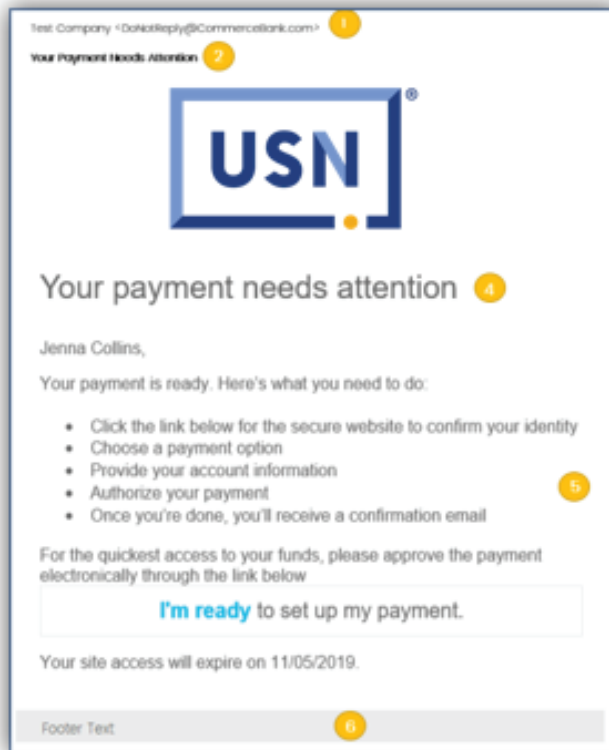 Test Company <DoNotReply@CommerceBank.com> 1
Your Payment Needs Attention 2
USN®
Your payment needs attention 4
Jenna Collins,
Your payment is ready. Here's what you need to do:
• Click the link below for the secure website to confirm your identity
• Choose a payment option
• Provide your account information
• Authorize your payment
• Once you're done, you'll receive a confirmation email
5
For the quickest access to your funds, please approve the payment
electronically through the link below
I'm ready to set up my payment.
Your site access will expire on 11/05/2019.
Footer Text 6